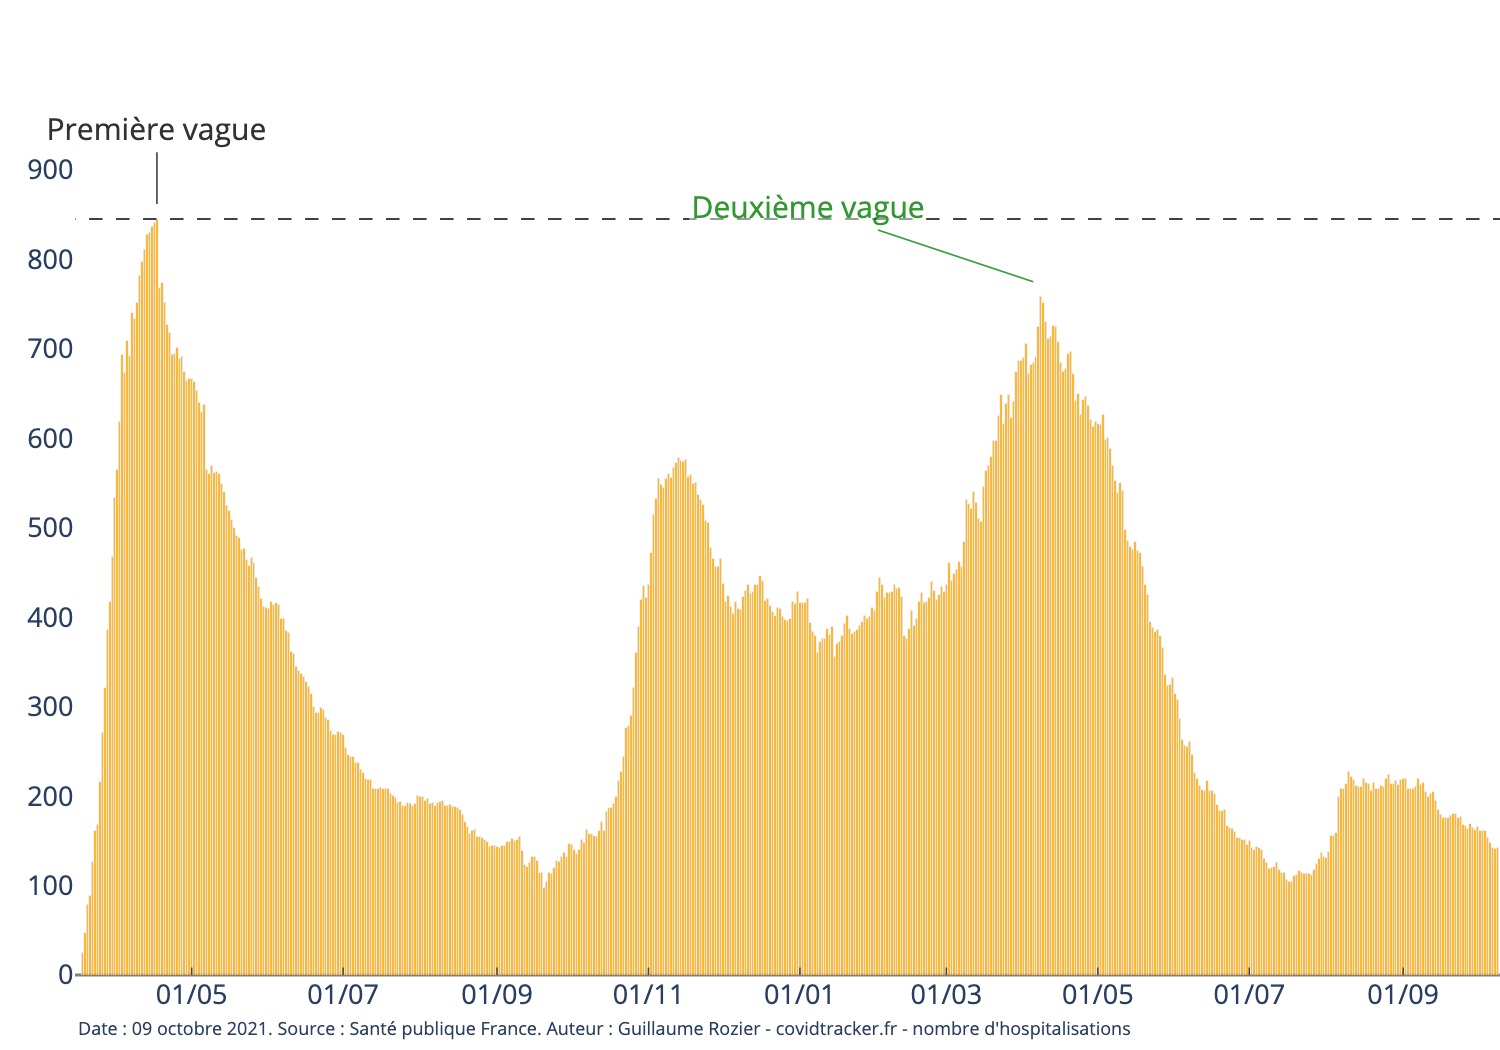 Première vague
900
Deuxième vague
800
700
600
500
400
300
200
100
0
01/05 01/07 01/09 01/11 01/01 01/03 01/05 01/07 01/09
Date : 09 octobre 2021. Source : Santé publique France. Auteur : Guillaume Rozier - covidtracker.fr - nombre d'hospitalisations